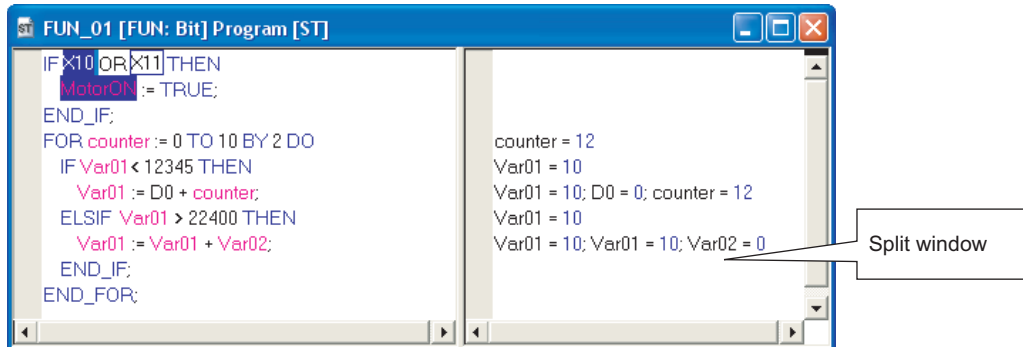 ST FUN_01 [FUN: Bit] Program [ST]
IF X10 OR X11 THEN
MotorON := TRUE;
END_IF;
FOR counter := 0 TO 10 BY 2 DO
counter = 12
IF Var01 < 12345 THEN
Var01 = 10
Var01 := D0 + counter;
Var01 = 10; D0 = 0; counter = 12
ELSIF Var01 > 22400 THEN
Var01 = 10
Var01 := Var01 + Var02;
Var01 = 10; Var01 = 10; Var02 = 0
END_IF;
END_FOR;
Split window